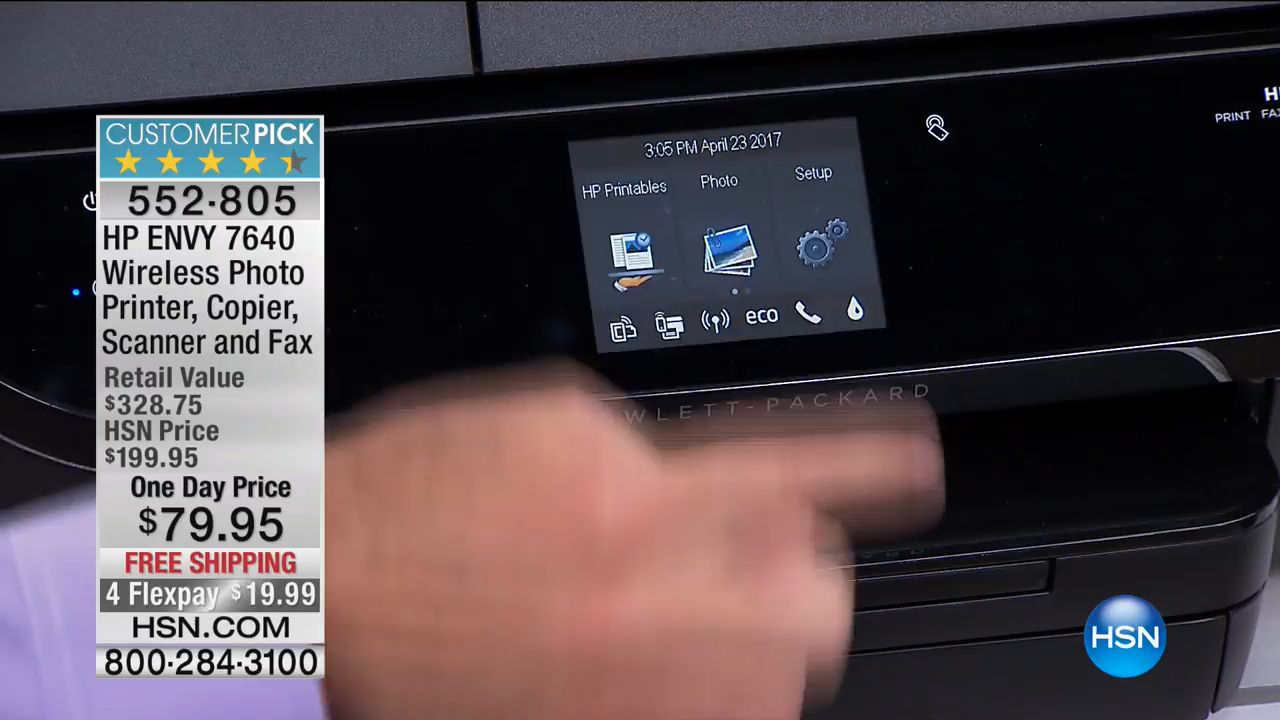 CUSTOMER PICK
552-805
HP ENVY 7640
Wireless Photo
Printer, Copier,
Scanner and Fax
Retail Value
$328.75
HSN Price
$199.95
One Day Price
$79.95
FREE SHIPPING
4 Flexpay $19.99
HSN.COM
800-284-3100
3:05 PM April 23 2017
HP Printables
Photo
Setup
eco
WLETT-PACKARD
PRINT
HSN